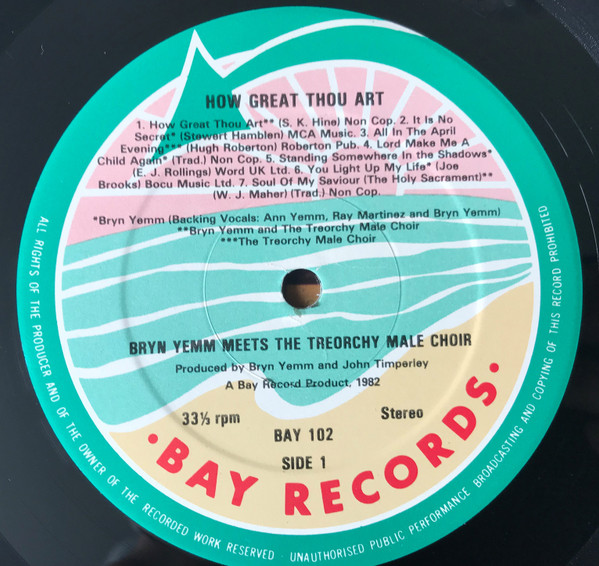 HOW GREAT THOU ART
1. How Great Thou Art** (S. K. Hine) Non Cop. 2. It Is No
Secret* (Stewert Hamblen) MCA Music. 3. All In The April
Evening*** (Hugh Roberton) Roberton Pub. 4. Lord Make Me A
Child Again* (Trad.) Non Cop. 5. Standing Somewhere In the Shadows*
(E. J. Rollings) Word UK Ltd. 6. You Light Up My Life* (Joe
Brooks) Bocu Music Ltd. 7. Soul Of My Saviour (The Holy Sacrament)**
(W. J. Maher) (Trad.) Non Cop.
*Bryn Yemm (Backing Vocals: Ann Yemm, Ray Martinez and Bryn Yemm)
**Bryn Yemm and The Treorchy Male Choir
***The Treorchy Male Choir
BRYN YEMM MEETS THE TREORCHY MALE CHOIR
Produced by Bryn Yemm and John Timperley
A Bay Record Product, 1982
33⅓ rpm
Stereo
BAY 102
SIDE 1
·BAY RECORDS·
ALL RIGHTS OF THE PRODUCER AND OF THE OWNER OF THE RECORDED WORK RESERVED · UNAUTHORISED PUBLIC PERFORMANCE BROADCASTING AND COPYING OF THIS RECORD PROHIBITED